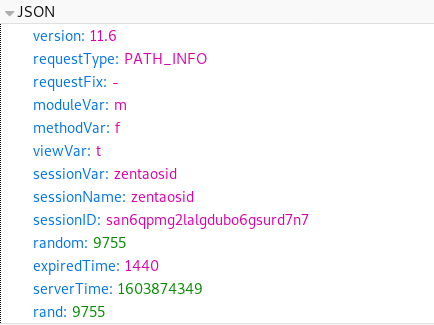 JSON
version: 11.6
requestType: PATH_INFO
requestFix: -
moduleVar: m
methodVar: f
viewVar: t
sessionVar: zentaosid
sessionName: zentaosid
sessionID: san6qpmg2lalgdubo6gsurd7n7
random: 9755
expiredTime: 1440
serverTime: 1603874349
rand: 9755